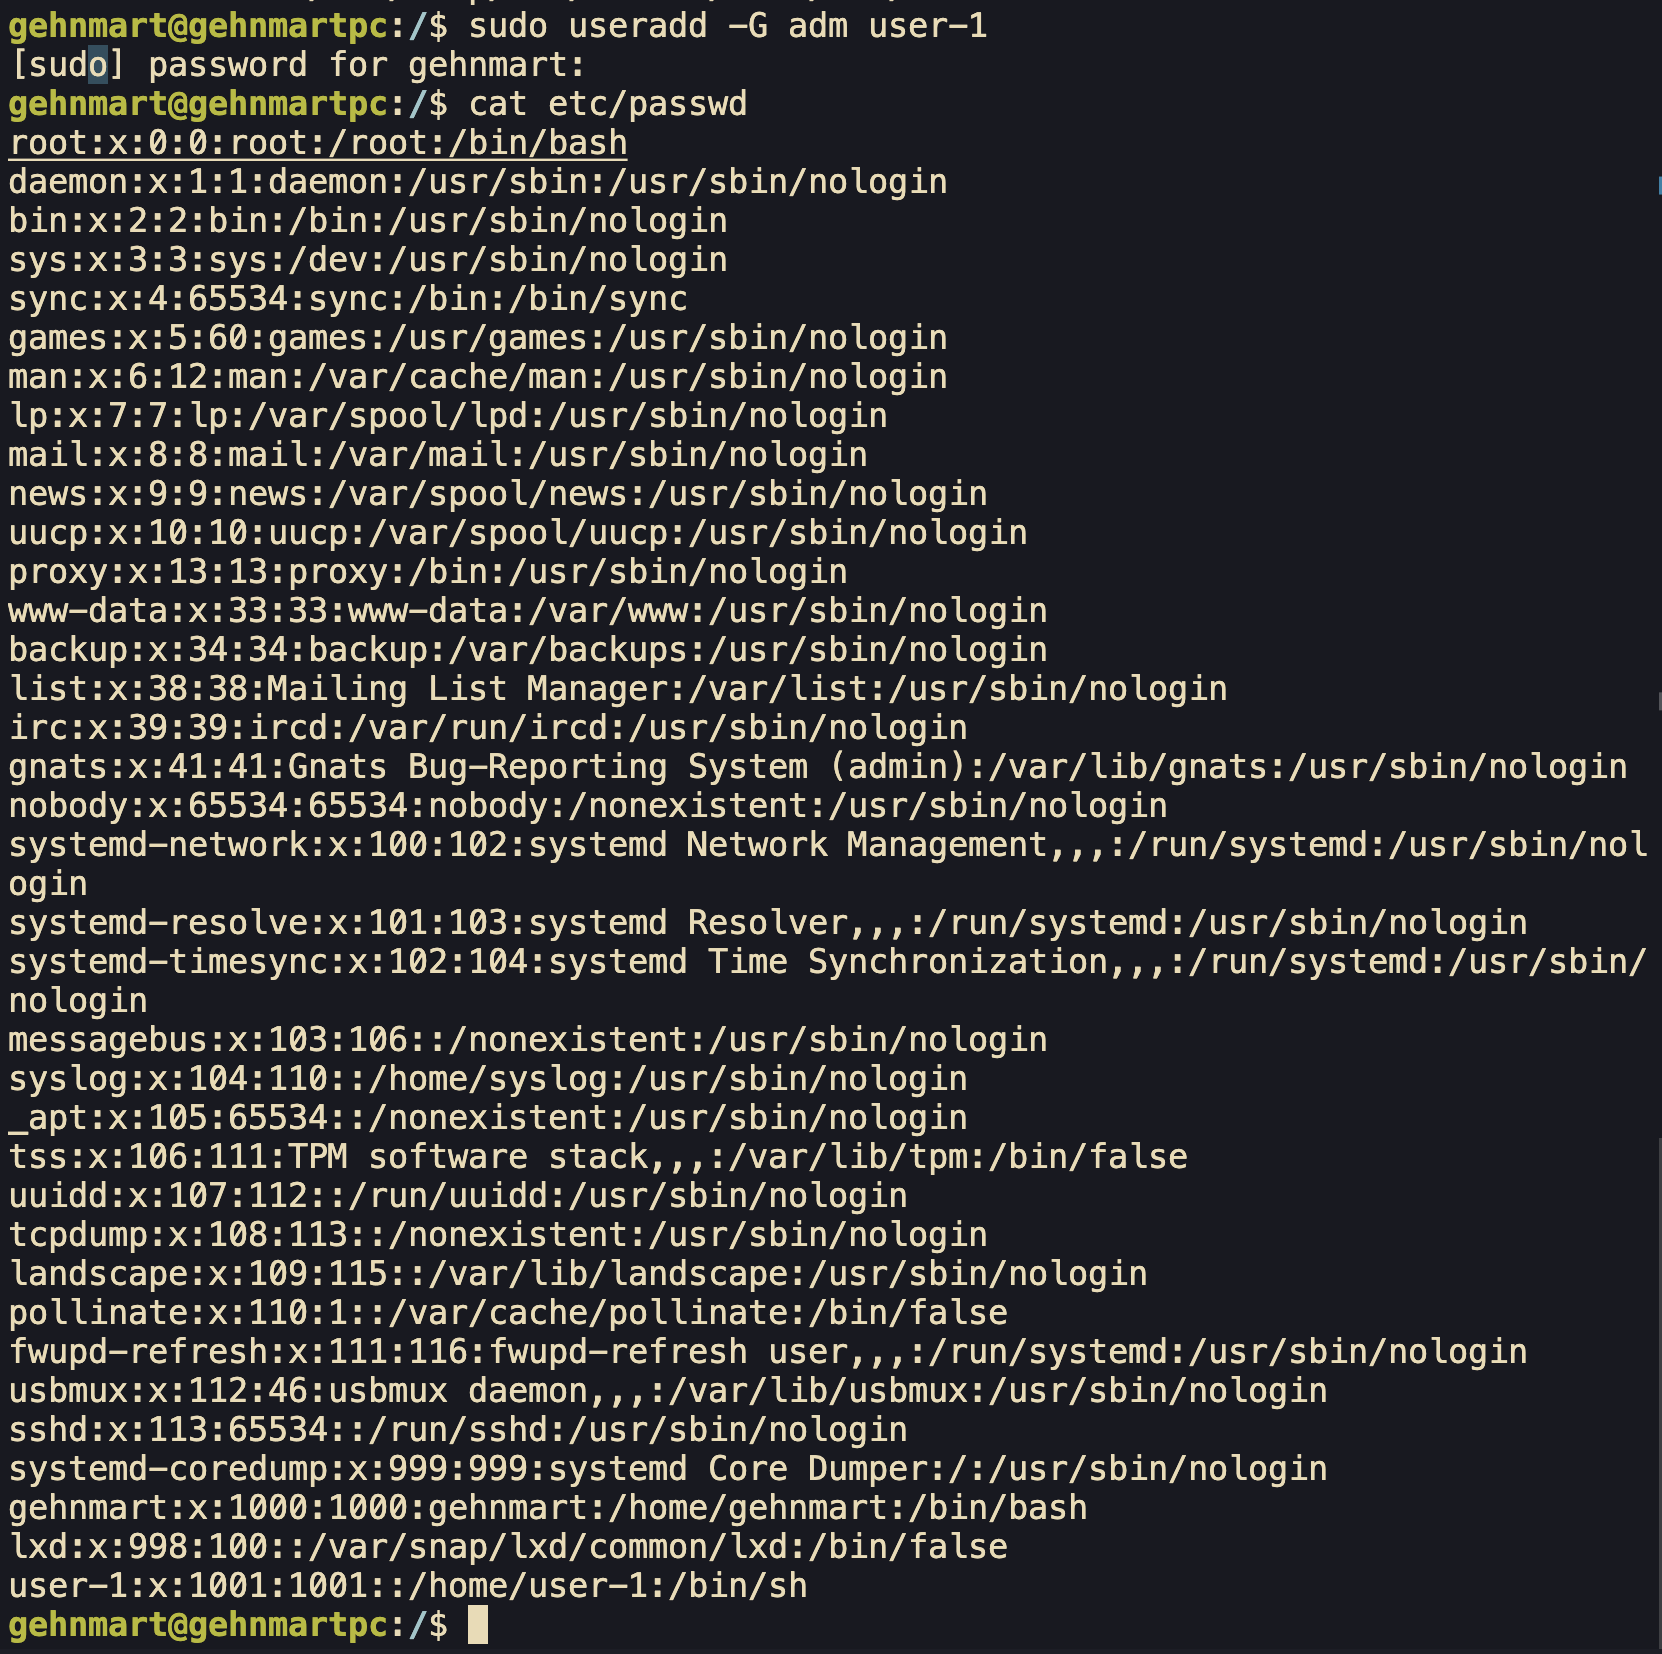 gehnmart@gehnmartpc:/$ sudo useradd -G adm user-1
[sudo] password for gehnmart:
gehnmart@gehnmartpc:/$ cat etc/passwd
root:x:0:0:root:/root:/bin/bash
daemon:x:1:1:daemon:/usr/sbin:/usr/sbin/nologin
bin:x:2:2:bin:/bin:/usr/sbin/nologin
sys:x:3:3:sys:/dev:/usr/sbin/nologin
sync:x:4:65534:sync:/bin:/bin/sync
games:x:5:60:games:/usr/games:/usr/sbin/nologin
man:x:6:12:man:/var/cache/man:/usr/sbin/nologin
lp:x:7:7:lp:/var/spool/lpd:/usr/sbin/nologin
mail:x:8:8:mail:/var/mail:/usr/sbin/nologin
news:x:9:9:news:/var/spool/news:/usr/sbin/nologin
uucp:x:10:10:uucp:/var/spool/uucp:/usr/sbin/nologin
proxy:x:13:13:proxy:/bin:/usr/sbin/nologin
www-data:x:33:33:www-data:/var/www:/usr/sbin/nologin
backup:x:34:34:backup:/var/backups:/usr/sbin/nologin
list:x:38:38:Mailing List Manager:/var/list:/usr/sbin/nologin
irc:x:39:39:ircd:/var/run/ircd:/usr/sbin/nologin
gnats:x:41:41:Gnats Bug-Reporting System (admin):/var/lib/gnats:/usr/sbin/nologin
nobody:x:65534:65534:nobody:/nonexistent:/usr/sbin/nologin
systemd-network:x:100:102:systemd Network Management,,,:/run/systemd:/usr/sbin/nol
ogin
systemd-resolve:x:101:103:systemd Resolver,,,:/run/systemd:/usr/sbin/nologin
systemd-timesync:x:102:104:systemd Time Synchronization,,,:/run/systemd:/usr/sbin/
nologin
messagebus:x:103:106::/nonexistent:/usr/sbin/nologin
syslog:x:104:110::/home/syslog:/usr/sbin/nologin
_apt:x:105:65534::/nonexistent:/usr/sbin/nologin
tss:x:106:111:TPM software stack,,,:/var/lib/tpm:/bin/false
uuidd:x:107:112::/run/uuidd:/usr/sbin/nologin
tcpdump:x:108:113::/nonexistent:/usr/sbin/nologin
landscape:x:109:115::/var/lib/landscape:/usr/sbin/nologin
pollinate:x:110:1::/var/cache/pollinate:/bin/false
fwupd-refresh:x:111:116:fwupd-refresh user,,,:/run/systemd:/usr/sbin/nologin
usbmux:x:112:46:usbmux daemon,,,:/var/lib/usbmux:/usr/sbin/nologin
sshd:x:113:65534::/run/sshd:/usr/sbin/nologin
systemd-coredump:x:999:999:systemd Core Dumper:/:/usr/sbin/nologin
gehnmart:x:1000:1000:gehnmart:/home/gehnmart:/bin/bash
lxd:x:998:100::/var/snap/lxd/common/lxd:/bin/false
user-1:x:1001:1001::/home/user-1:/bin/sh
gehnmart@gehnmartpc:/$